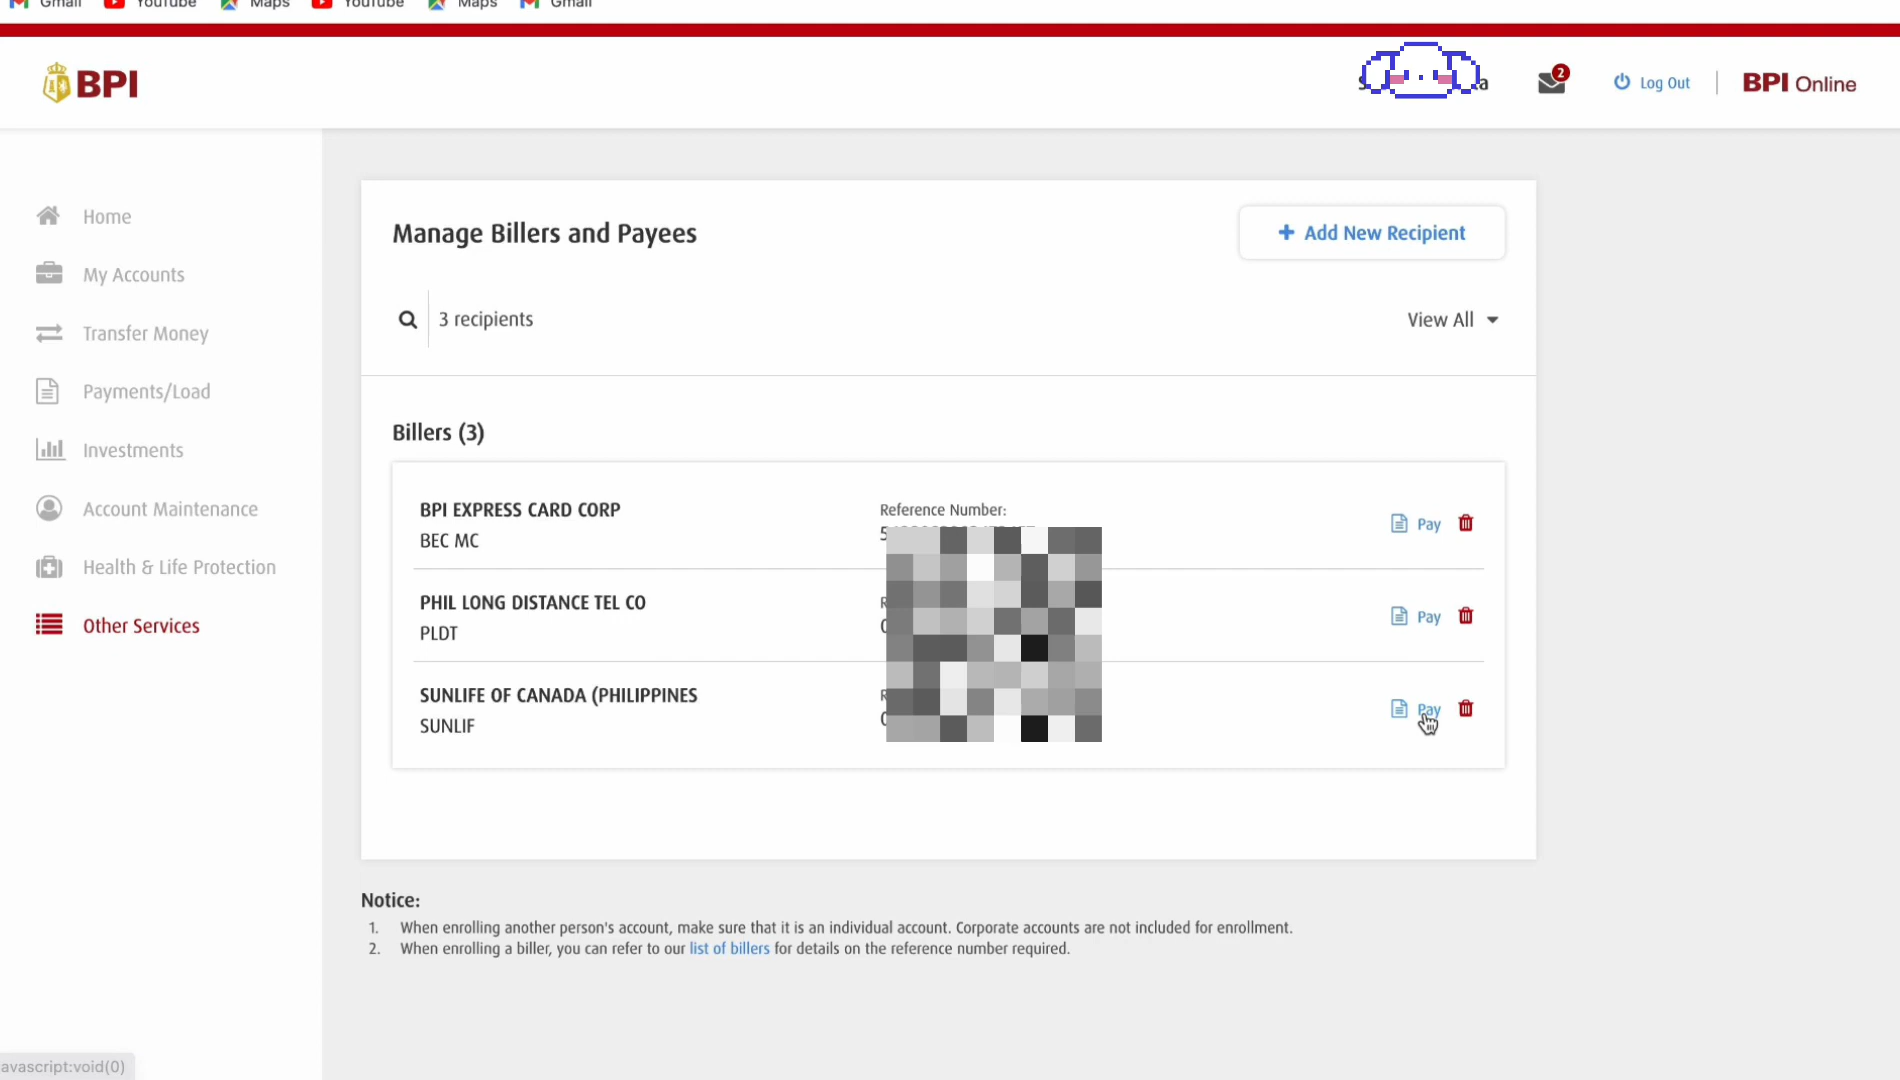 Gmail YouTube Maps YouTube Maps Gmail
BPI
2
Log Out
BPI Online
Home
My Accounts
Transfer Money
Payments/Load
Investments
Account Maintenance
Health & Life Protection
Other Services
Manage Billers and Payees
Add New Recipient
3 recipients
View All
Billers (3)
BPI EXPRESS CARD CORP
Reference Number:
BEC MC
Pay
PHIL LONG DISTANCE TEL CO
PLDT
Pay
SUNLIFE OF CANADA (PHILIPPINES
SUNLIF
Pay
Notice:
1. When enrolling another person's account, make sure that it is an individual account. Corporate accounts are not included for enrollment.
2. When enrolling a biller, you can refer to our list of billers for details on the reference number required.
avascript:void(0)